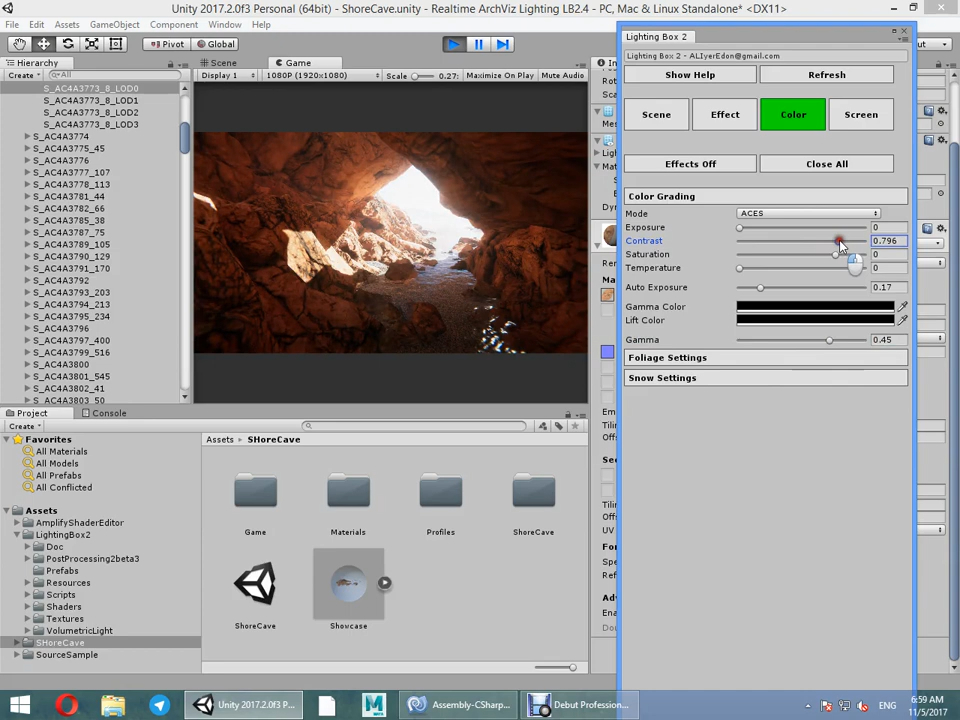 Unity 2017.2.0f3 Personal (64bit) - ShoreCave.unity - Realtime ArchViz Lighting LB2.4 - PC, Mac & Linux Standalone* <DX11>
File Edit Assets GameObject Component Window Help
Pivot Global
Hierarchy
Create All
S_AC4A3773_8_LOD0
S_AC4A3773_8_LOD1
S_AC4A3773_8_LOD2
S_AC4A3773_8_LOD3
S_AC4A3774
S_AC4A3775_45
S_AC4A3776
S_AC4A3777_107
S_AC4A3778_113
S_AC4A3781_44
S_AC4A3782_66
S_AC4A3785_38
S_AC4A3787_75
S_AC4A3789_105
S_AC4A3790_129
S_AC4A3791_170
S_AC4A3792
S_AC4A3793_203
S_AC4A3794_213
S_AC4A3795_234
S_AC4A3796
S_AC4A3797_400
S_AC4A3799_516
S_AC4A3800
S_AC4A3801_545
S_AC4A3802_41
S_AC4A3803_50
Scene Game
Display 1 1080P (1920x1080) Scale 0.27: Maximize On Play Mute Audio
Lighting Box 2
Lighting Box 2 - ALIyerEdon@gmail.com
Show Help Refresh
Scene Effect Color Screen
Effects Off Close All
Color Grading
Mode ACES
Exposure 0
Contrast 0.796
Saturation 0
Temperature 0
Auto Exposure 0.17
Gamma Color
Lift Color
Gamma 0.45
Foliage Settings
Snow Settings
Project Console
Create
Favorites
All Materials
All Models
All Prefabs
All Conflicted
Assets
AmplifyShaderEditor
LightingBox2
Doc
PostProcessing2beta3
Prefabs
Resources
Scripts
Shaders
Textures
VolumetricLight
SHoreCave
SourceSample
Assets SHoreCave
Game Materials Profiles ShoreCave
ShoreCave Showcase
Unity 2017.2.0f3 P... Assembly-CSharp... Debut Profession...
ENG
6:59 AM
11/5/2017